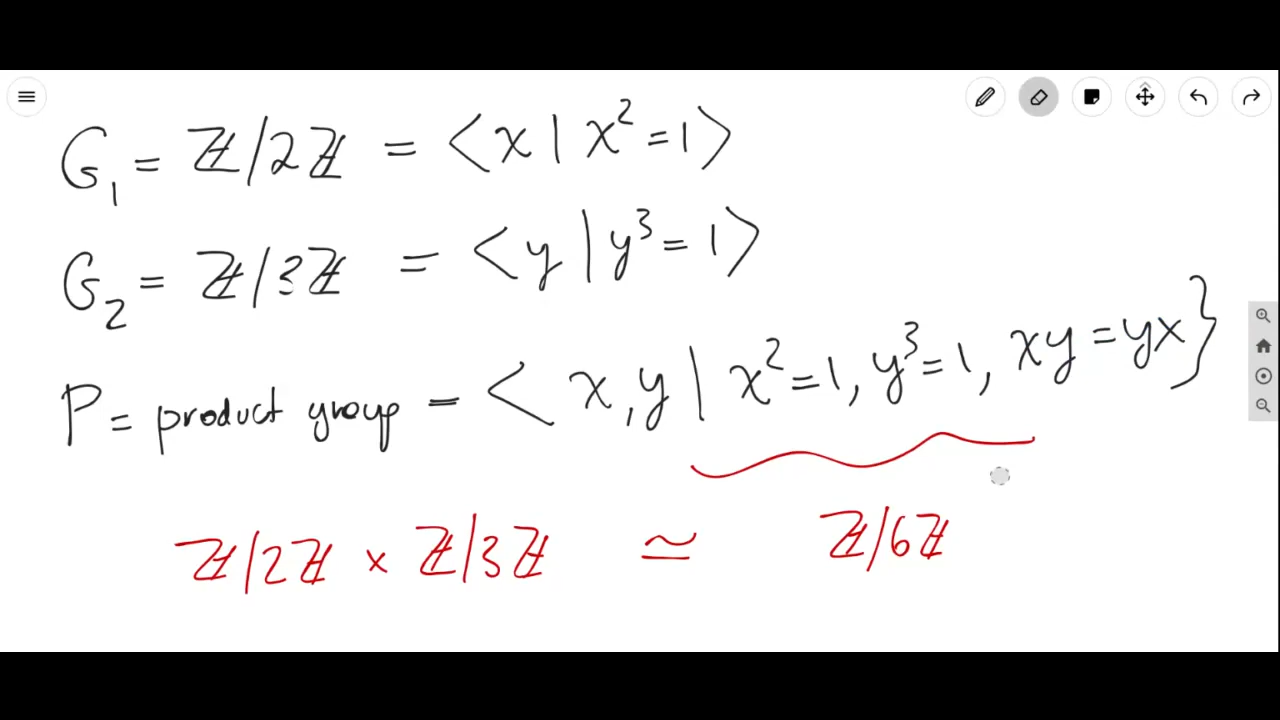 G₁ = ℤ/2ℤ = ⟨x | x² = 1⟩
G₂ = ℤ/3ℤ = ⟨y | y³ = 1⟩
P = product group = ⟨x, y | x² = 1, y³ = 1, xy = yx}
ℤ/2ℤ × ℤ/3ℤ ≃ ℤ/6ℤ